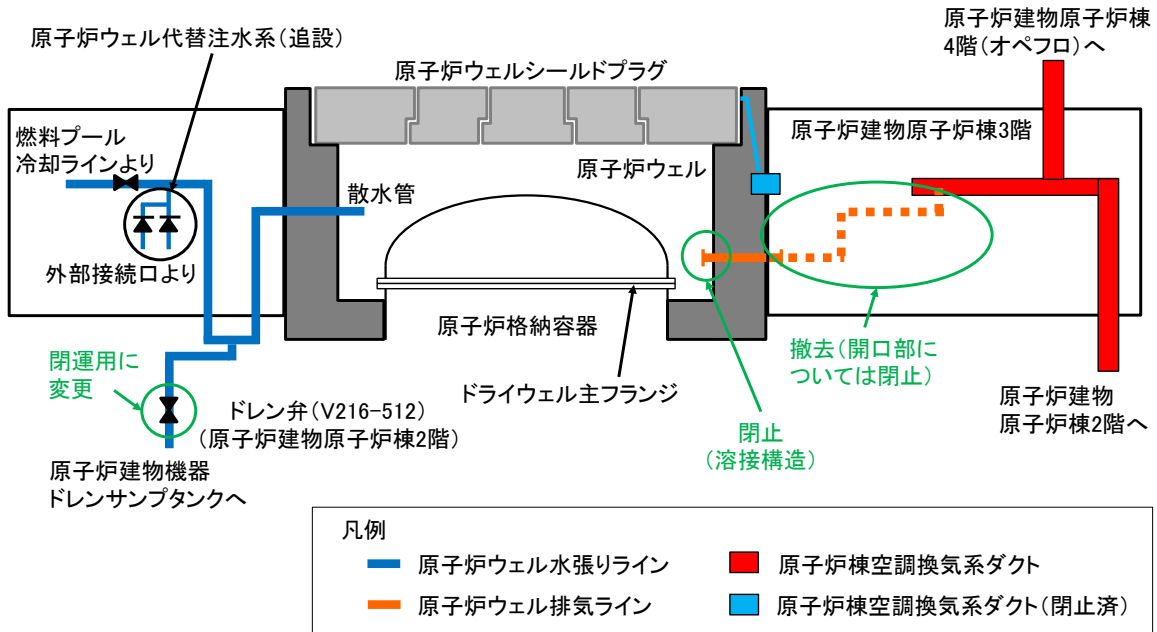 原子炉建物原子炉棟
4階(オペフロ)へ
原子炉ウェル代替注水系(追設)
原子炉ウェルシールドプラグ
燃料プール
冷却ラインより
原子炉建物原子炉棟3階
原子炉ウェル
散水管
外部接続口より
原子炉格納容器
閉運用に
変更
撤去(開口部に
ついては閉止)
ドライウェル主フランジ
原子炉建物
原子炉棟2階へ
ドレン弁(V216-512)
(原子炉建物原子炉棟2階)
閉止
(溶接構造)
原子炉建物機器
ドレンサンプタンクへ
凡例
原子炉ウェル水張りライン
原子炉棟空調換気系ダクト
原子炉ウェル排気ライン
原子炉棟空調換気系ダクト(閉止済)